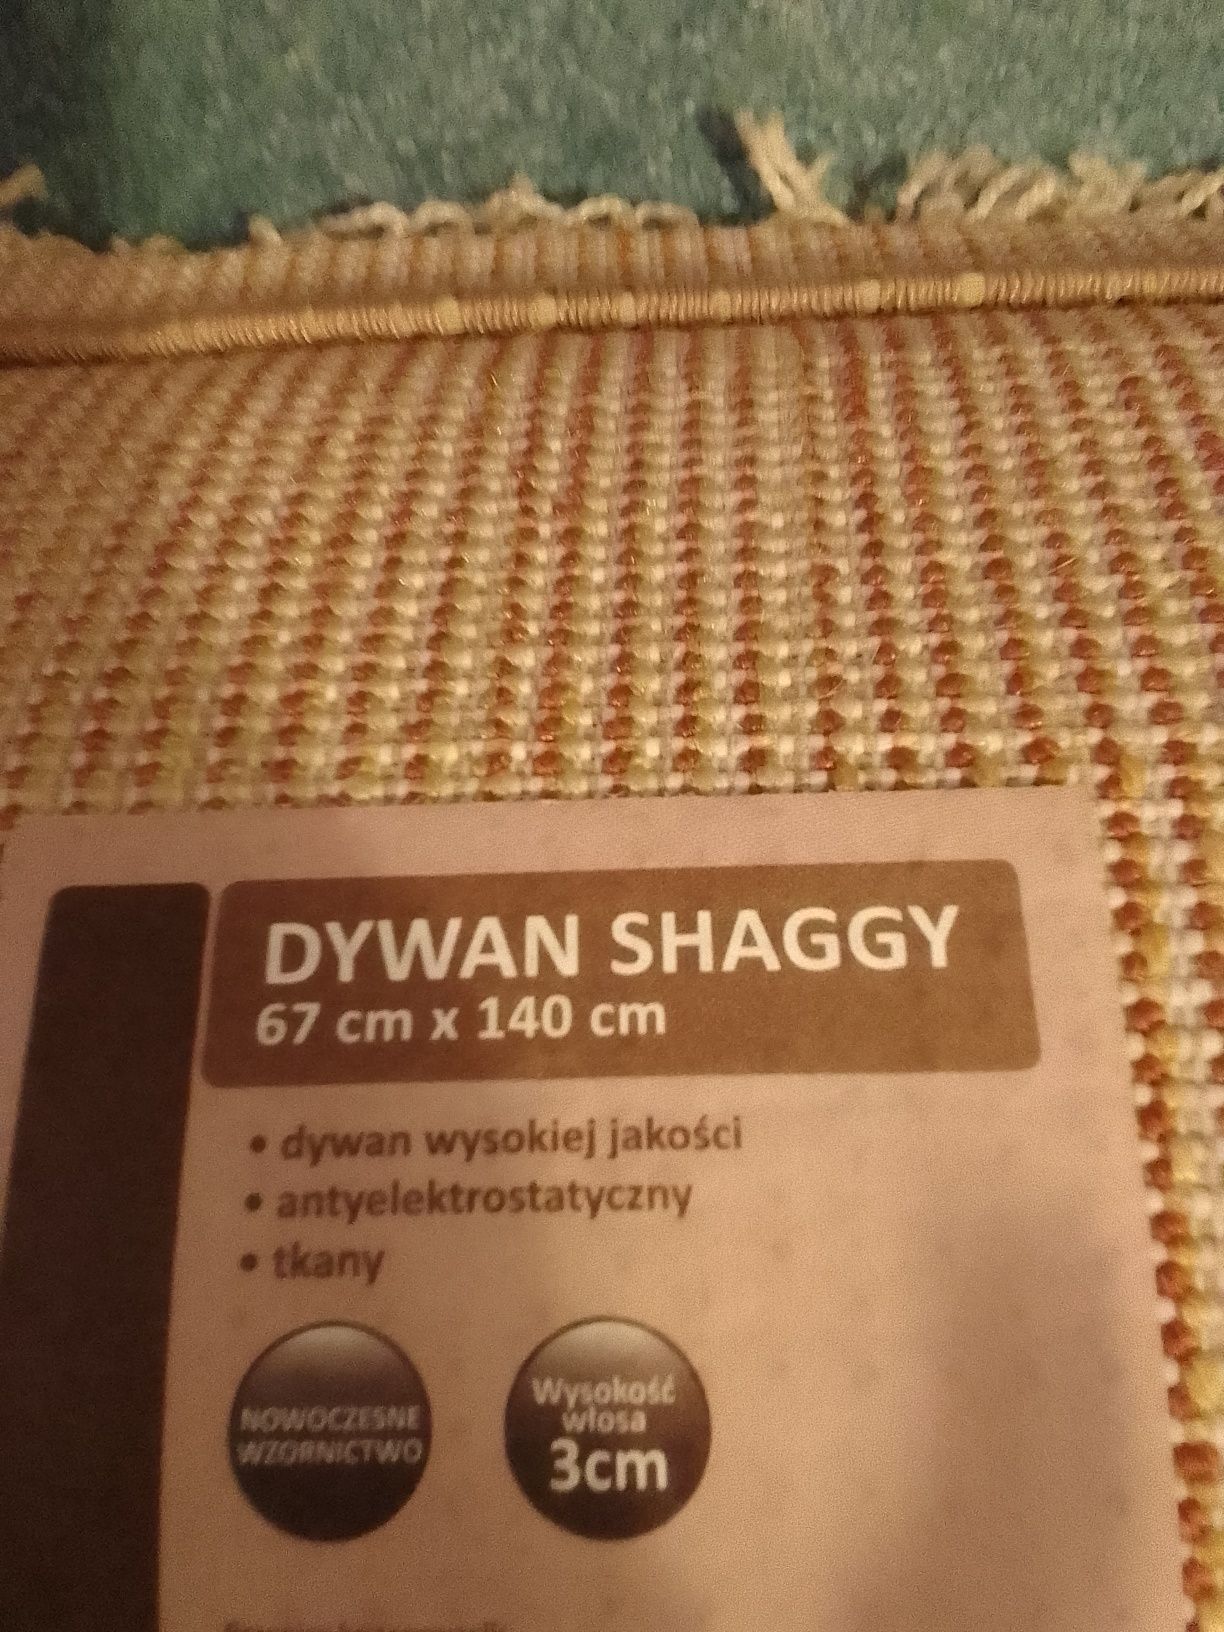 DYWAN SHAGGY
67 cm x 140 cm
• dywan wysokiej jakości
• antyelektrostatyczny
• tkany
NOWOCZESNE
WZORNICTWO
Wysokość
włosa
3cm